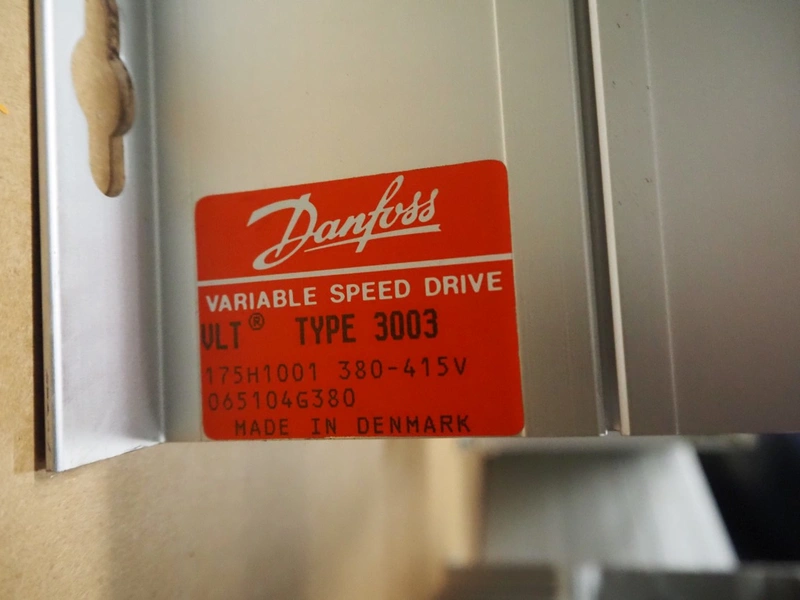 Danfoss
VARIABLE SPEED DRIVE
VLT® TYPE 3003
175H1001 380-415V
065104G380
MADE IN DENMARK